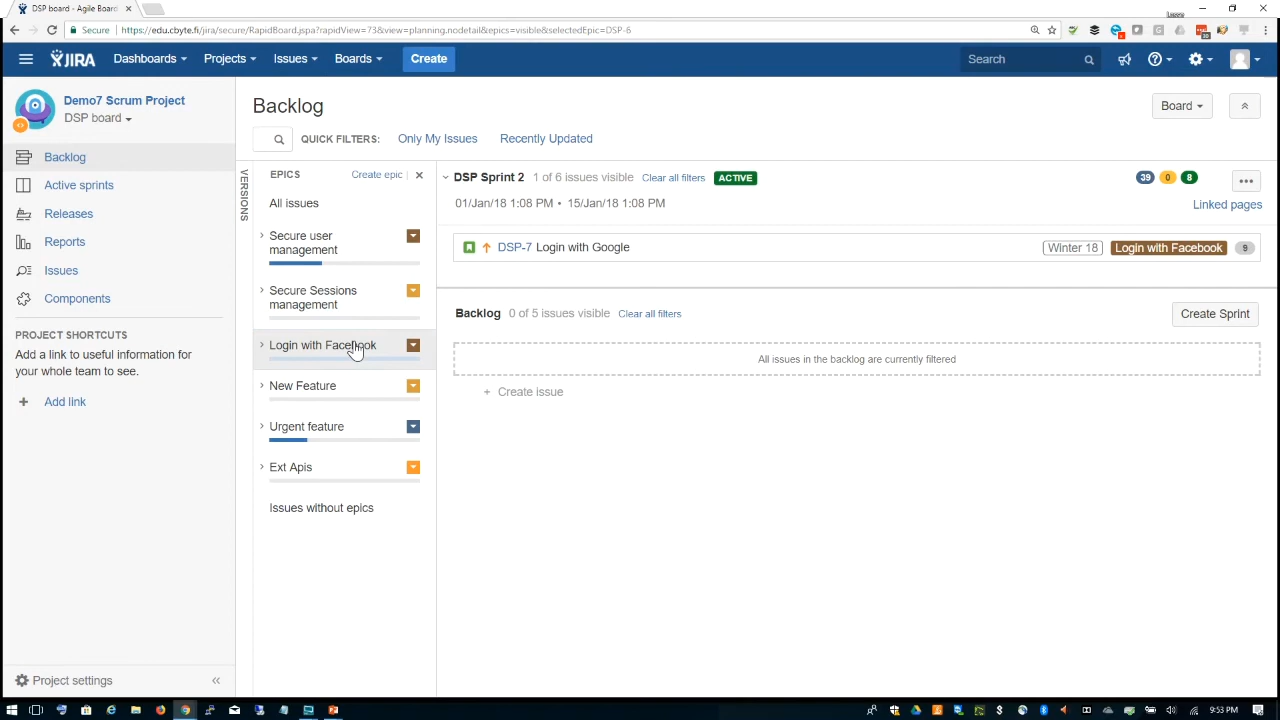 DSP board - Agile Board
Secure https://edu.cbyte.fi/jira/secure/RapidBoard.jspa?rapidView=73&view=planning.nodetail&epics=visible&selectedEpic=DSP-6
JIRA Dashboards Projects Issues Boards Create Search
Demo7 Scrum Project
DSP board
Backlog
Active sprints
Releases
Reports
Issues
Components
PROJECT SHORTCUTS
Add a link to useful information for
your whole team to see.
+ Add link
Project settings
Backlog
Board
QUICK FILTERS: Only My Issues Recently Updated
VERSIONS
EPICS Create epic
All issues
Secure user
management
Secure Sessions
management
Login with Facebook
New Feature
Urgent feature
Ext Apis
Issues without epics
DSP Sprint 2 1 of 6 issues visible Clear all filters ACTIVE 39 0 8
01/Jan/18 1:08 PM • 15/Jan/18 1:08 PM
Linked pages
DSP-7 Login with Google Winter 18 Login with Facebook 9
Backlog 0 of 5 issues visible Clear all filters Create Sprint
All issues in the backlog are currently filtered
+ Create issue
9:53 PM